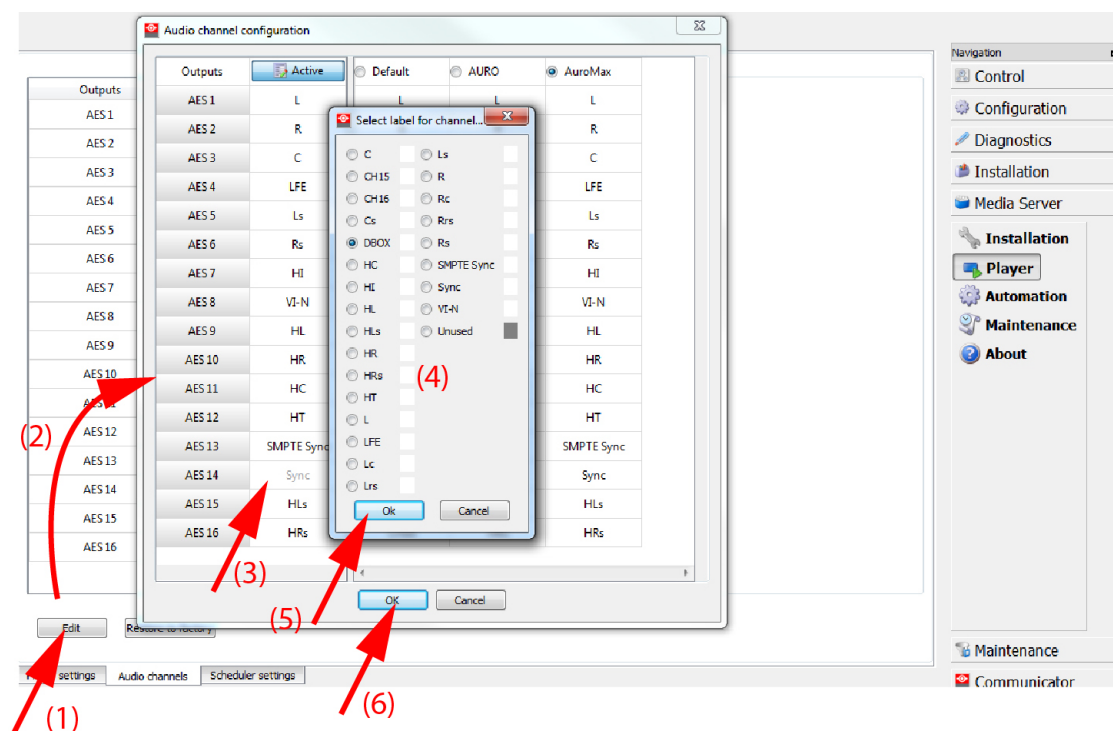 Audio channel configuration
Navigation
Control
Configuration
Diagnostics
Installation
Media Server
Installation
Player
Automation
Maintenance
About
Maintenance
Communicator
Outputs
AES 1
AES 2
AES 3
AES 4
AES 5
AES 6
AES 7
AES 8
AES 9
AES 10
AES 12
AES 13
AES 14
AES 15
AES 16
Outputs Active Default AURO AuroMax
AES 1 L L L L
AES 2 R R
AES 3 C C
AES 4 LFE LFE
AES 5 Ls Ls
AES 6 Rs Rs
AES 7 HI HI
AES 8 VI-N VI-N
AES 9 HL HL
AES 10 HR HR
AES 11 HC HC
AES 12 HT HT
AES 13 SMPTE Sync SMPTE Sync
AES 14 Sync Sync
AES 15 HLs HLs
AES 16 HRs HRs
Select label for channel...
C Ls
CH15 R
CH16 Rc
Cs Rrs
DBOX Rs
HC SMPTE Sync
HI Sync
HL VI-N
HLs Unused
HR
HRs
HT
L
LFE
Lc
Lrs
Ok Cancel
OK Cancel
Edit
settings Audio channels Scheduler settings
(1)
(2)
(3)
(4)
(5)
(6)